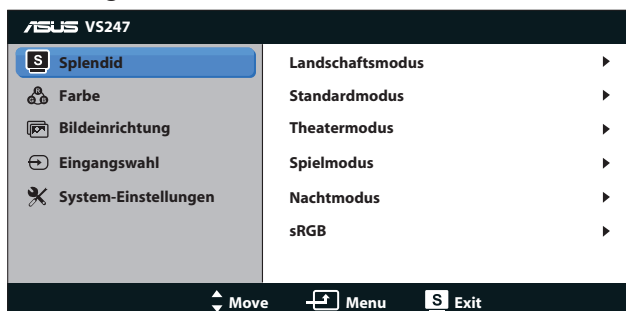 ASUS VS247
S Splendid
Farbe
Bildeinrichtung
Eingangswahl
System-Einstellungen
Landschaftsmodus
Standardmodus
Theatermodus
Spielmodus
Nachtmodus
sRGB
Move Menu S Exit